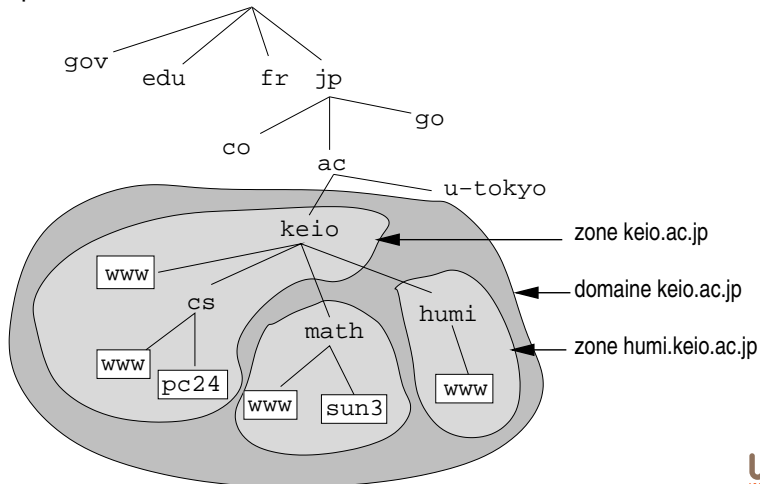 gov
edu
fr
jp
co
go
ac
u-tokyo
keio
zone keio.ac.jp
www
domaine keio.ac.jp
cs
humi
math
zone humi.keio.ac.jp
www
pc24
www
sun3
www